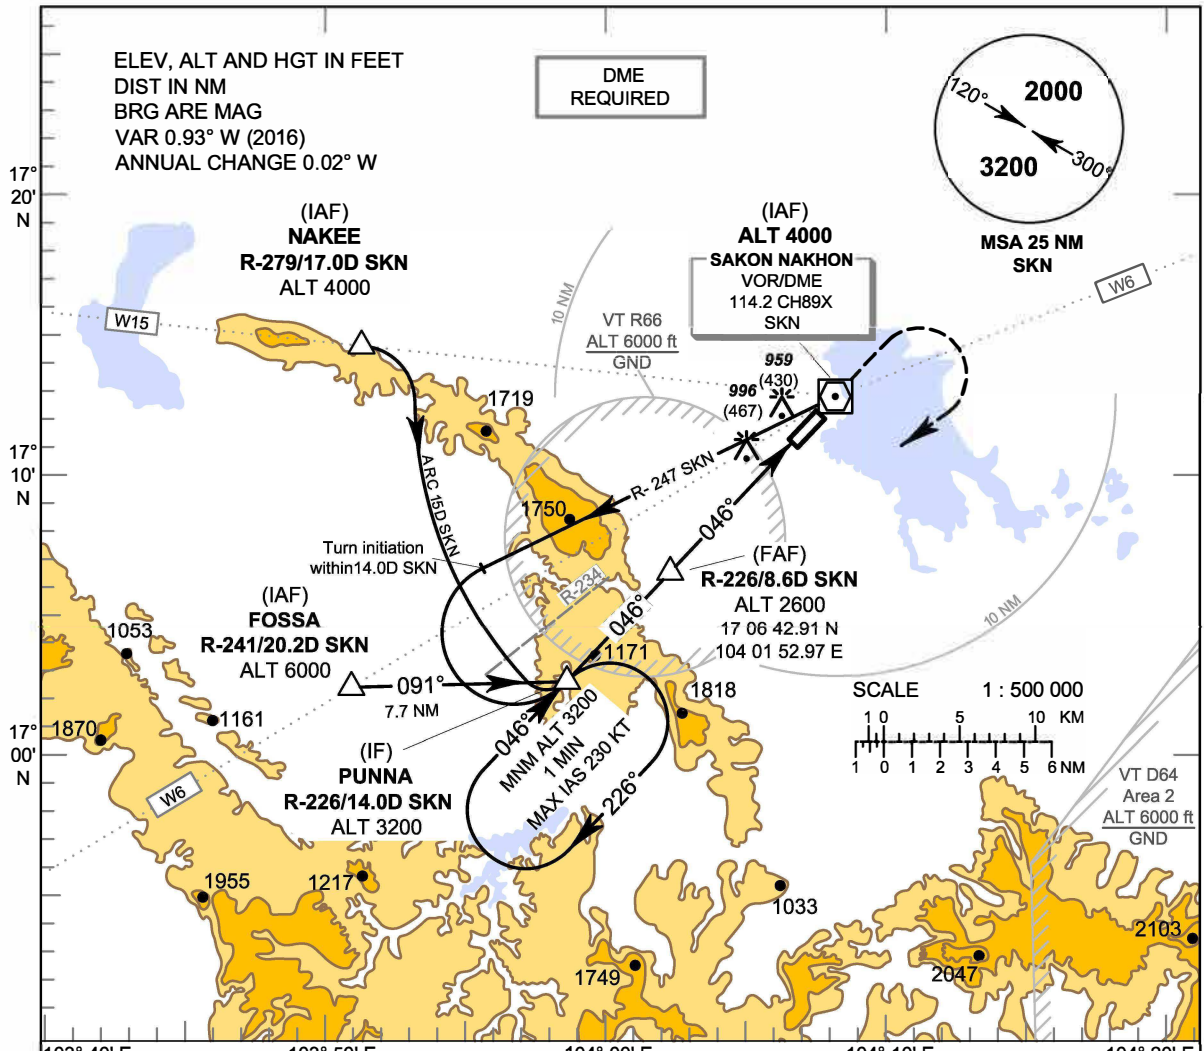 ELEV, ALT AND HGT IN FEET
DIST IN NM
BRG ARE MAG
VAR 0.93° W (2016)
ANNUAL CHANGE 0.02° W
DME
REQUIRED
120°
2000
3200
300°
MSA 25 NM
SKN
17°
20'
N
(IAF)
NAKEE
R-279/17.0D SKN
ALT 4000
(IAF)
ALT 4000
SAKON NAKHON
VOR/DME
114.2 CH89X
SKN
W6
W15
10 NM
VT R66
ALT 6000 ft
GND
959
(430)
996
(467)
1719
17°
10'
N
ARC 15D SKN
R- 247 SKN
1750
046°
Turn initiation
within14.0D SKN
(FAF)
R-226/8.6D SKN
ALT 2600
17 06 42.91 N
104 01 52.97 E
R-234
046°
10 NM
(IAF)
FOSSA
R-241/20.2D SKN
ALT 6000
1053
1171
091°
7.7 NM
1818
1161
1870
SCALE 1 : 500 000
1 0 5 10 KM
1 0 1 2 3 4 5 6 NM
17°
00'
N
046°
MNM ALT 3200
1 MIN
MAX IAS 230 KT
226°
(IF)
PUNNA
R-226/14.0D SKN
ALT 3200
W6
VT D64
Area 2
ALT 6000 ft
GND
1955
1217
1033
2103
1749
2047